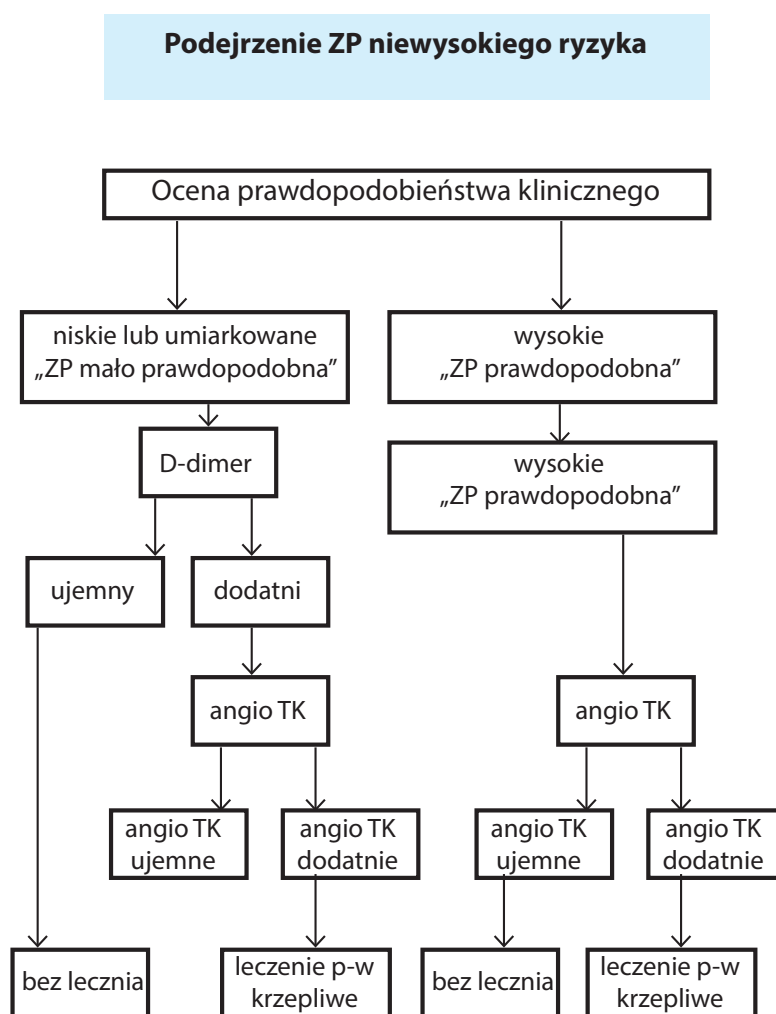 Podejrzenie ZP niewysokiego ryzyka
Ocena prawdopodobieństwa klinicznego
niskie lub umiarkowane
„ZP mało prawdopodobna”
wysokie
„ZP prawdopodobna”
D-dimer
wysokie
„ZP prawdopodobna”
ujemny
dodatni
angio TK
angio TK
angio TK
ujemne
angio TK
dodatnie
angio TK
ujemne
angio TK
dodatnie
bez lecznia
leczenie p-w
krzepliwe
bez lecznia
leczenie p-w
krzepliwe